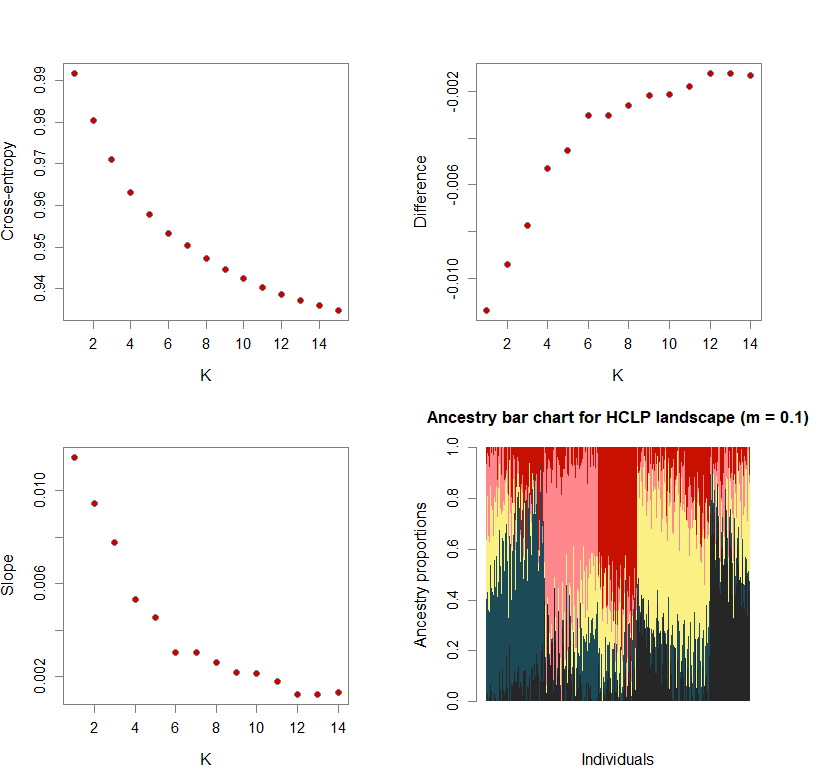 Cross-entropy
0.99
0.98
0.97
0.96
0.95
0.94
2 4 6 8 10 12 14
K
Difference
-0.002
-0.006
-0.010
2 4 6 8 10 12 14
K
Slope
0.010
0.006
0.002
2 4 6 8 10 12 14
K
Ancestry bar chart for HCLP landscape (m = 0.1)
Ancestry proportions
1.0
0.8
0.6
0.4
0.2
0.0
Individuals